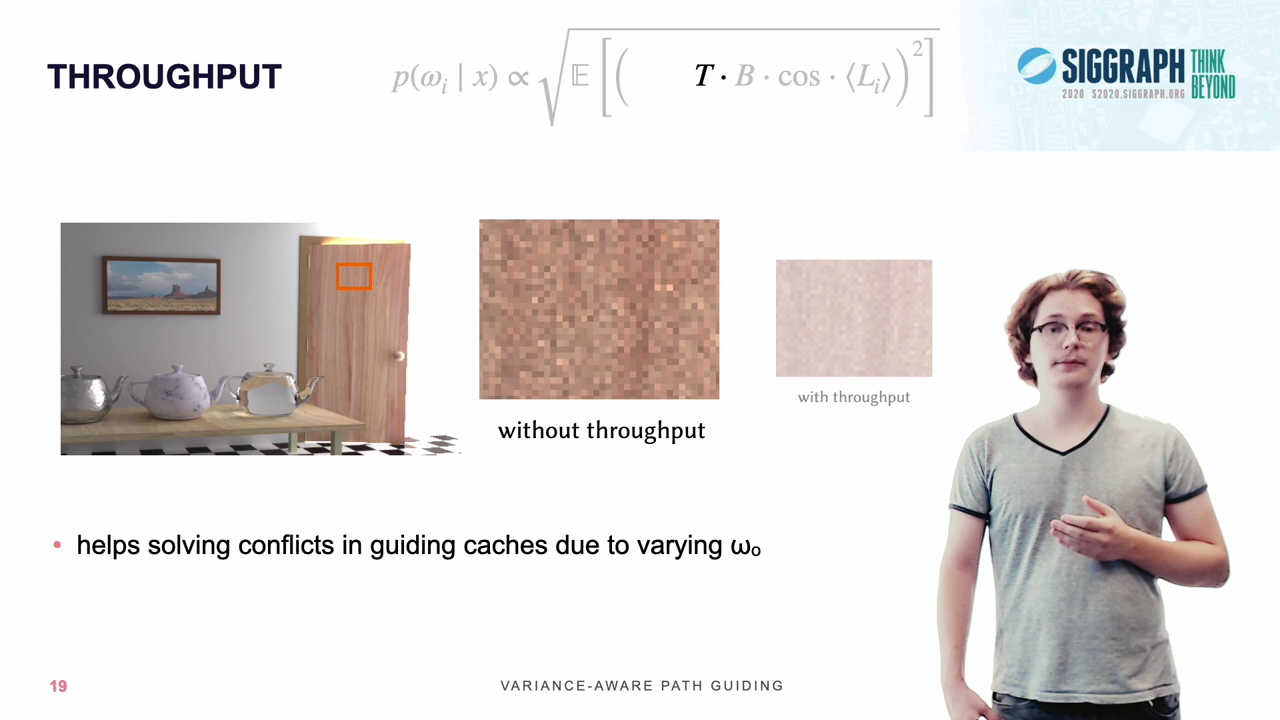 THROUGHPUT
p(ωᵢ | x) ∝ √𝔼[(T · B · cos · ⟨Lᵢ⟩)²]
SIGGRAPH THINK BEYOND
2020 S2020.SIGGRAPH.ORG
without throughput
with throughput
• helps solving conflicts in guiding caches due to varying ωₒ
19
VARIANCE-AWARE PATH GUIDING